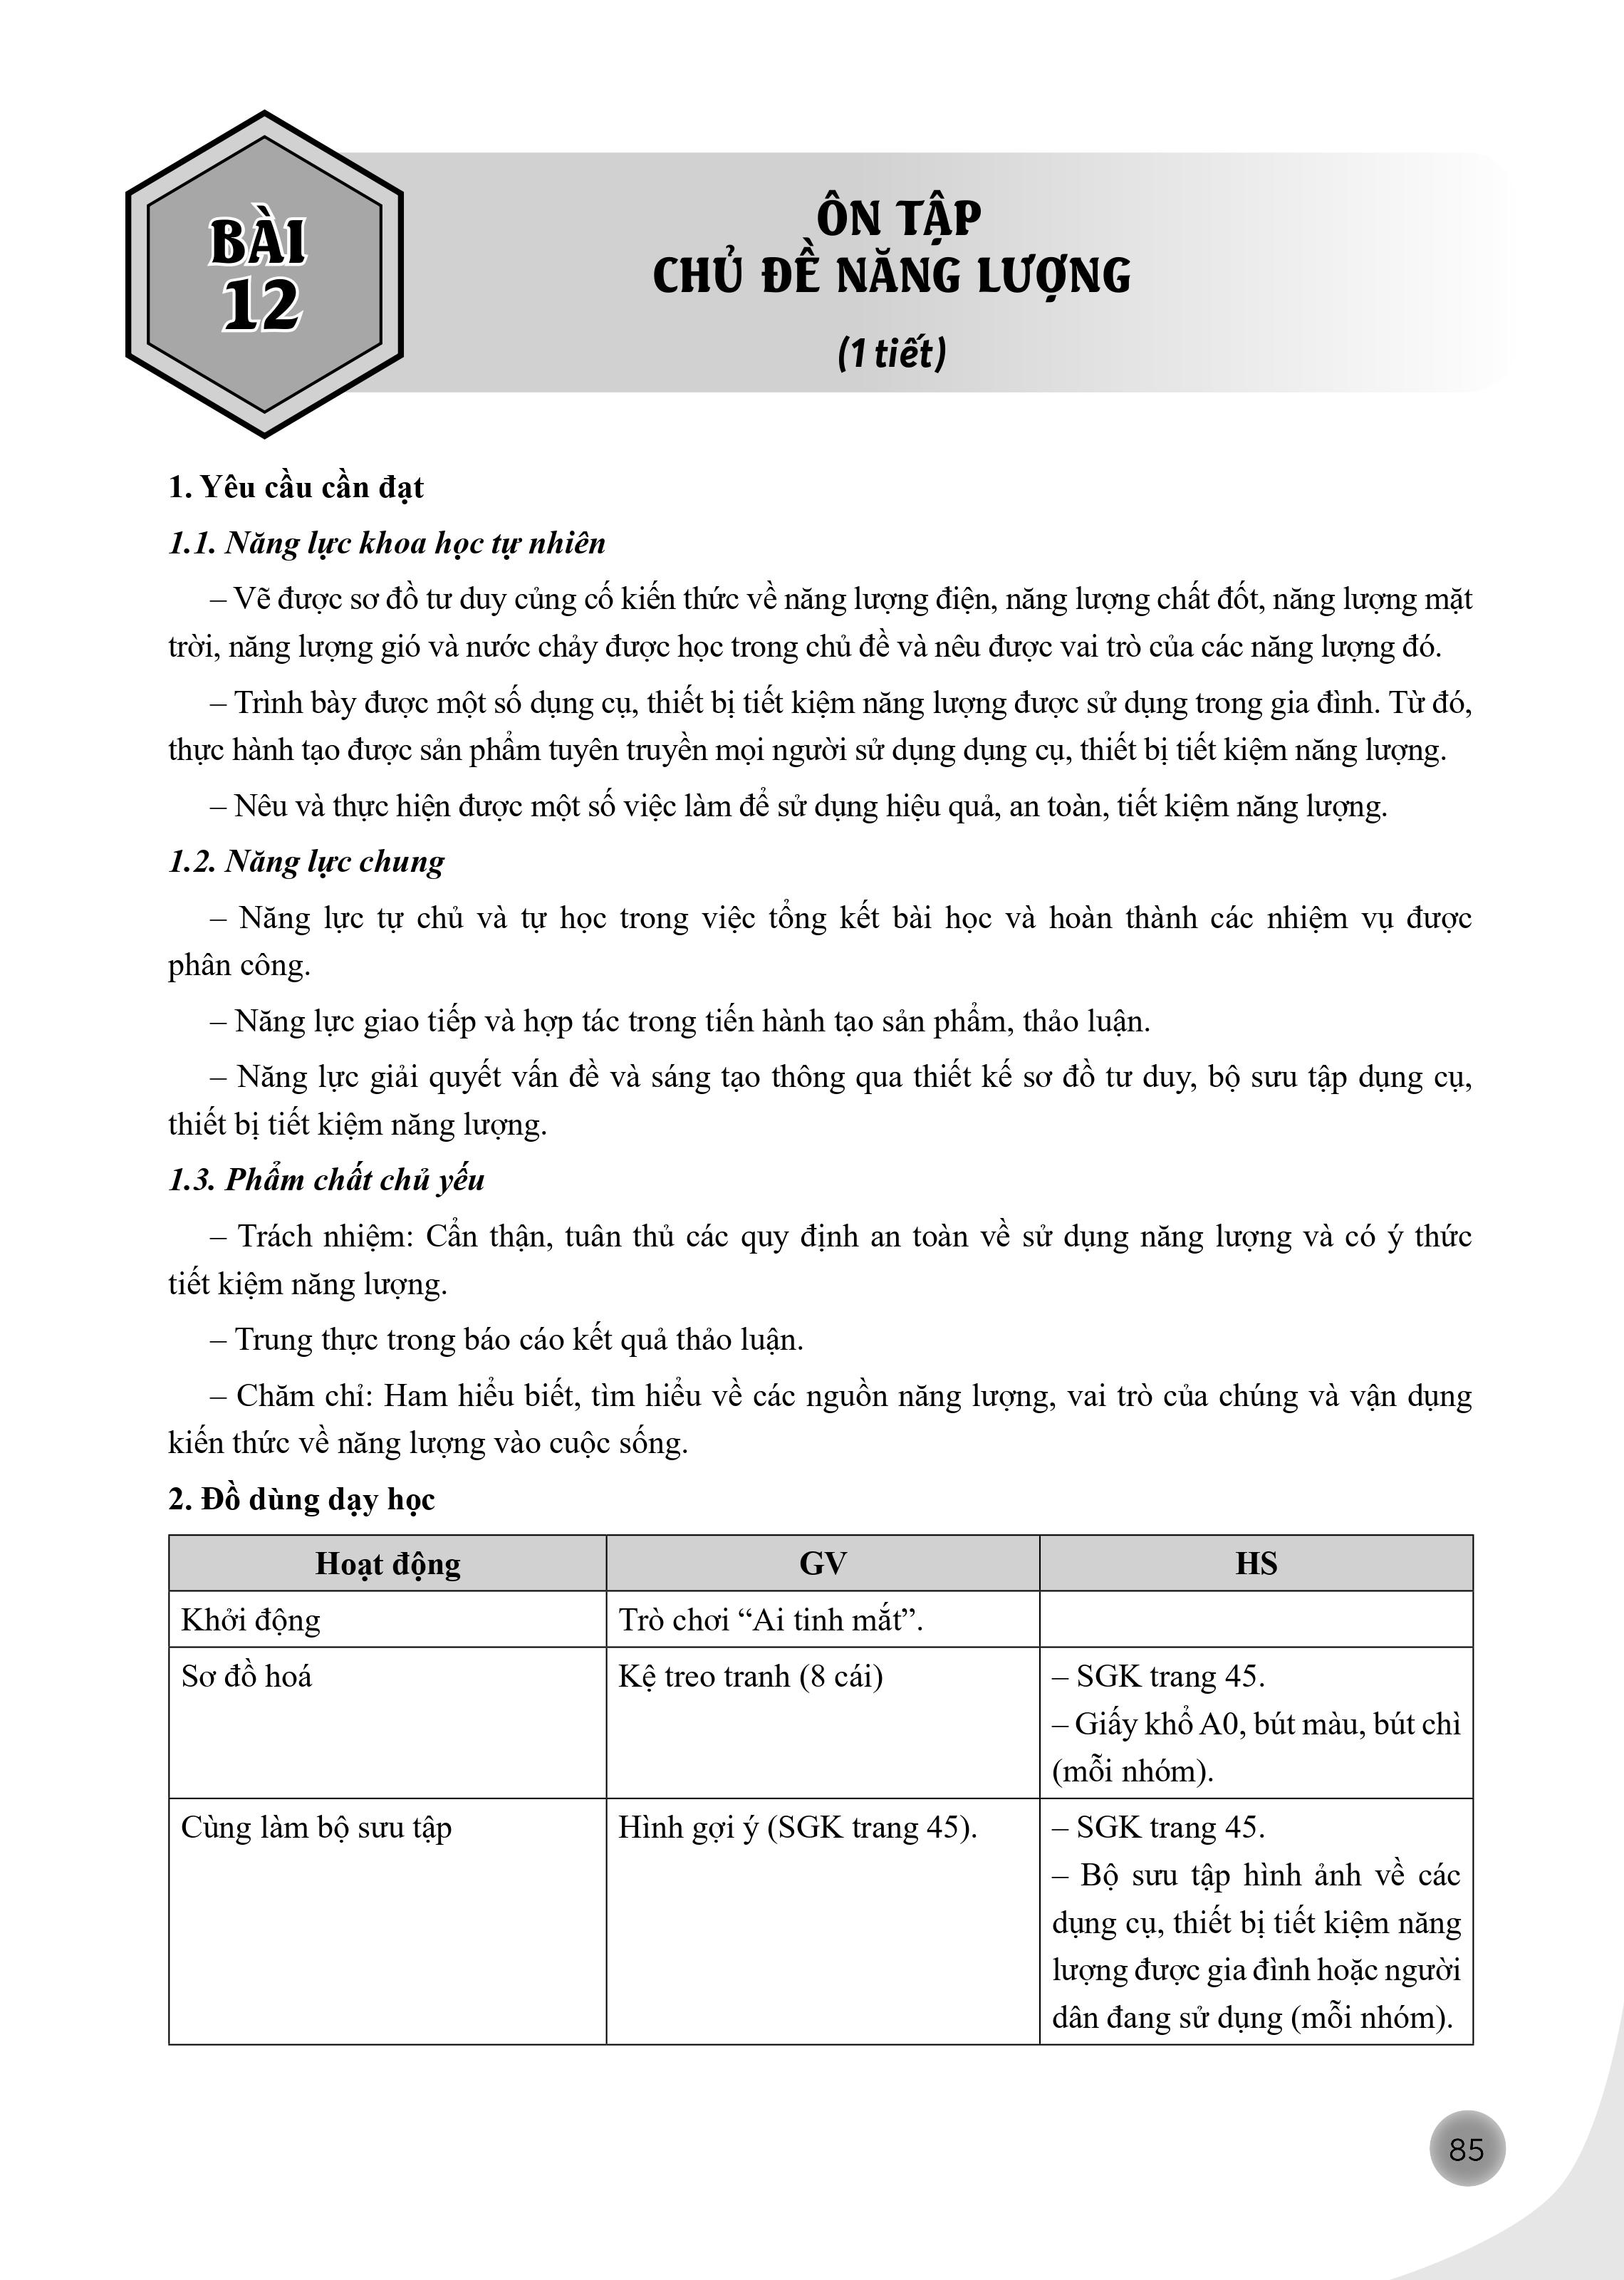 BÀI
12
ÔN TẬP
CHỦ ĐỀ NĂNG LƯỢNG
(1 tiết)
1. Yêu cầu cần đạt
1.1. Năng lực khoa học tự nhiên
– Vẽ được sơ đồ tư duy củng cố kiến thức về năng lượng điện, năng lượng chất đốt, năng lượng mặt
trời, năng lượng gió và nước chảy được học trong chủ đề và nêu được vai trò của các năng lượng đó.
– Trình bày được một số dụng cụ, thiết bị tiết kiệm năng lượng được sử dụng trong gia đình. Từ đó,
thực hành tạo được sản phẩm tuyên truyền mọi người sử dụng dụng cụ, thiết bị tiết kiệm năng lượng.
– Nêu và thực hiện được một số việc làm để sử dụng hiệu quả, an toàn, tiết kiệm năng lượng.
1.2. Năng lực chung
– Năng lực tự chủ và tự học trong việc tổng kết bài học và hoàn thành các nhiệm vụ được
phân công.
– Năng lực giao tiếp và hợp tác trong tiến hành tạo sản phẩm, thảo luận.
– Năng lực giải quyết vấn đề và sáng tạo thông qua thiết kế sơ đồ tư duy, bộ sưu tập dụng cụ,
thiết bị tiết kiệm năng lượng.
1.3. Phẩm chất chủ yếu
– Trách nhiệm: Cẩn thận, tuân thủ các quy định an toàn về sử dụng năng lượng và có ý thức
tiết kiệm năng lượng.
– Trung thực trong báo cáo kết quả thảo luận.
– Chăm chỉ: Ham hiểu biết, tìm hiểu về các nguồn năng lượng, vai trò của chúng và vận dụng
kiến thức về năng lượng vào cuộc sống.
2. Đồ dùng dạy học
Hoạt động
GV
HS
Khởi động
Trò chơi “Ai tinh mắt”.
Sơ đồ hoá
Kệ treo tranh (8 cái)
– SGK trang 45.
– Giấy khổ A0, bút màu, bút chì
(mỗi nhóm).
Cùng làm bộ sưu tập
Hình gợi ý (SGK trang 45).
– SGK trang 45.
– Bộ sưu tập hình ảnh về các
dụng cụ, thiết bị tiết kiệm năng
lượng được gia đình hoặc người
dân đang sử dụng (mỗi nhóm).
85